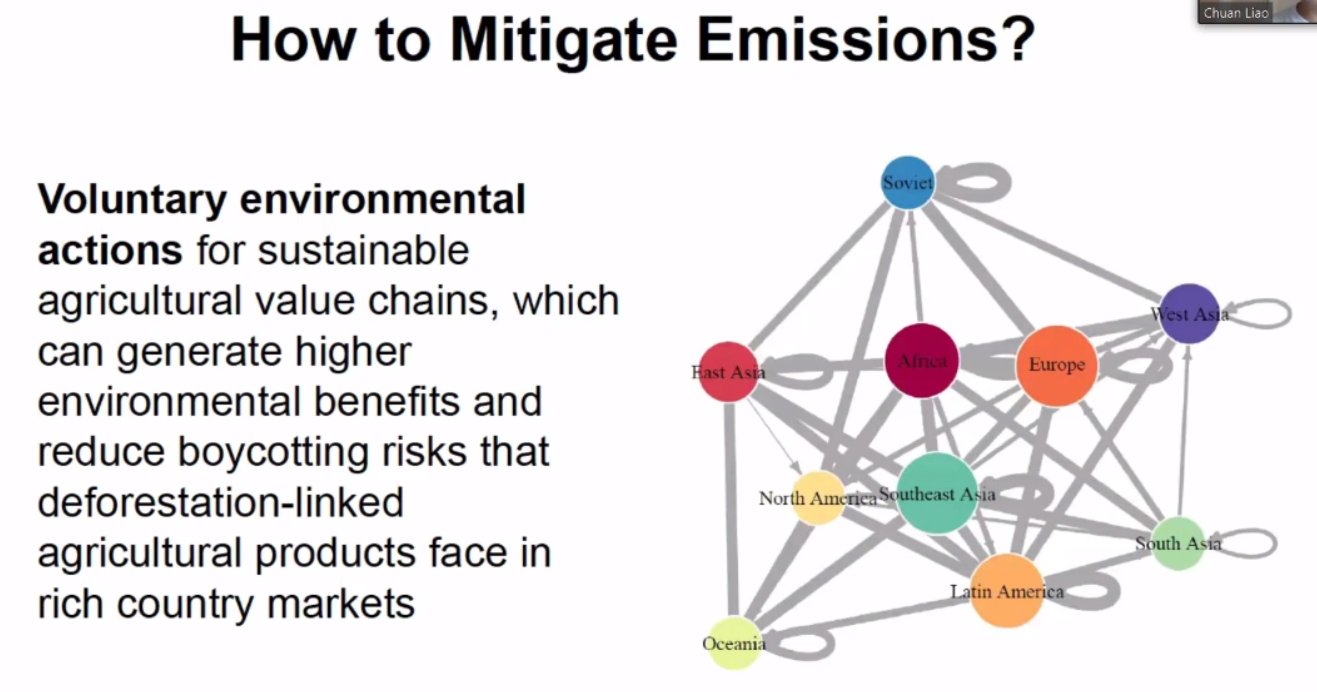 How to Mitigate Emissions?
Chuan Liao
Voluntary environmental
actions for sustainable
agricultural value chains, which
can generate higher
environmental benefits and
reduce boycotting risks that
deforestation-linked
agricultural products face in
rich country markets
Soviet
West Asia
East Asia
Africa
Europe
North America
Southeast Asia
South Asia
Latin America
Oceania